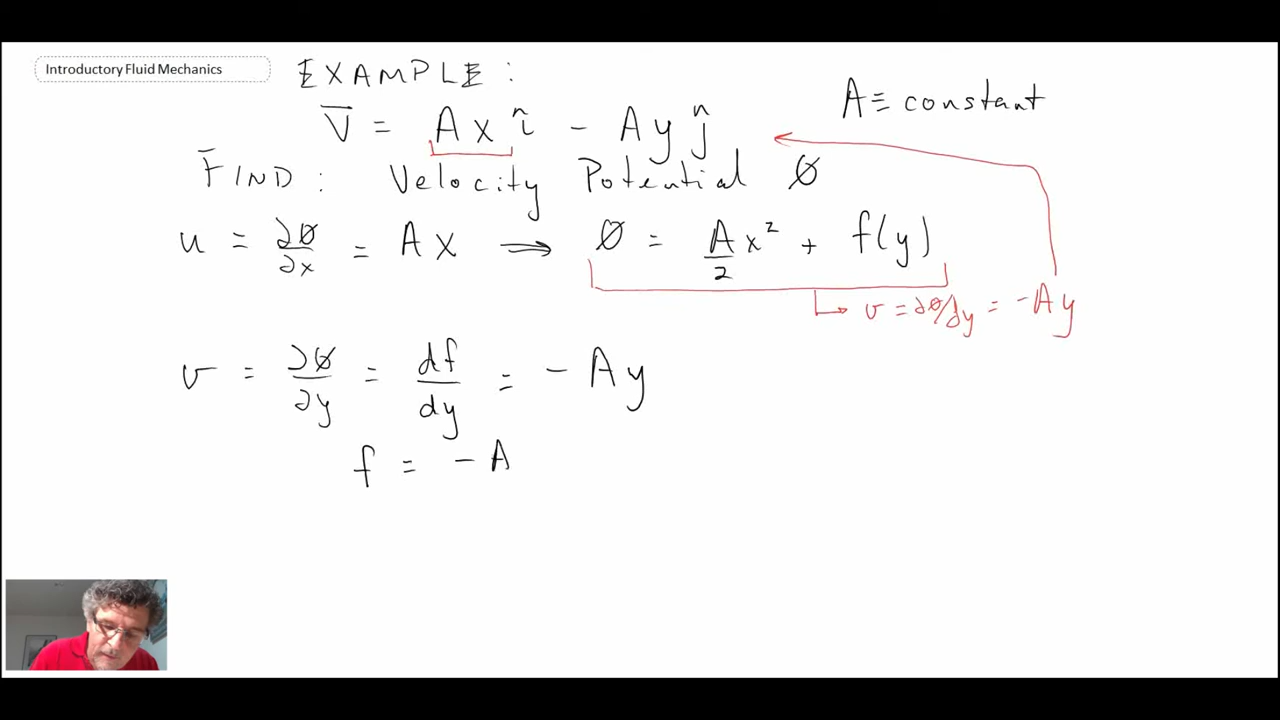 Introductory Fluid Mechanics
EXAMPLE:
V̅ = Ax î - Ay ĵ
A ≡ constant
FIND: Velocity Potential Ø
u = ∂Ø/∂x = Ax ⇒ Ø = A/2 x² + f(y)
↳ v = ∂Ø/∂y = -Ay
v = ∂Ø/∂y = df/dy = - Ay
f = - A